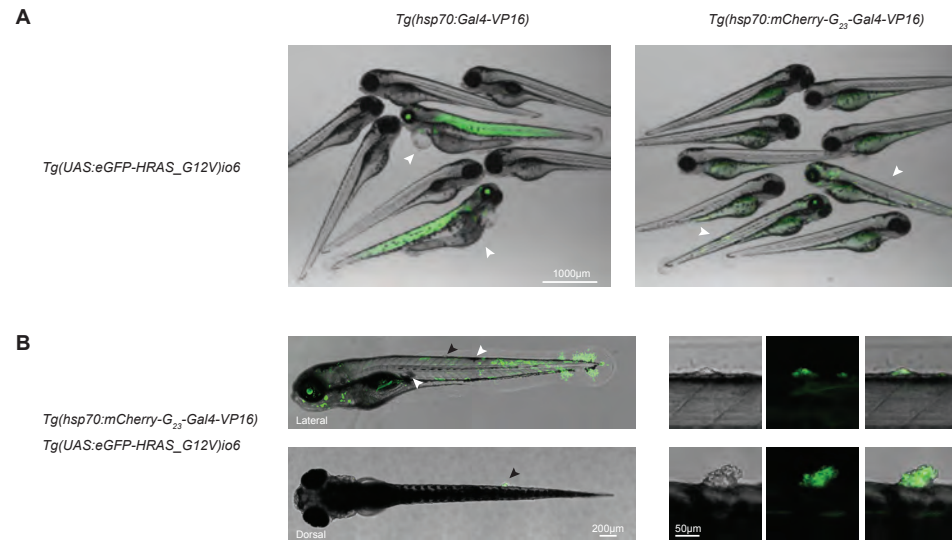 A
Tg(hsp70:Gal4-VP16)
Tg(hsp70:mCherry-G23-Gal4-VP16)
Tg(UAS:eGFP-HRAS_G12V)io6
1000µm
B
Tg(hsp70:mCherry-G23-Gal4-VP16)
Tg(UAS:eGFP-HRAS_G12V)io6
Lateral
Dorsal
200µm
50µm